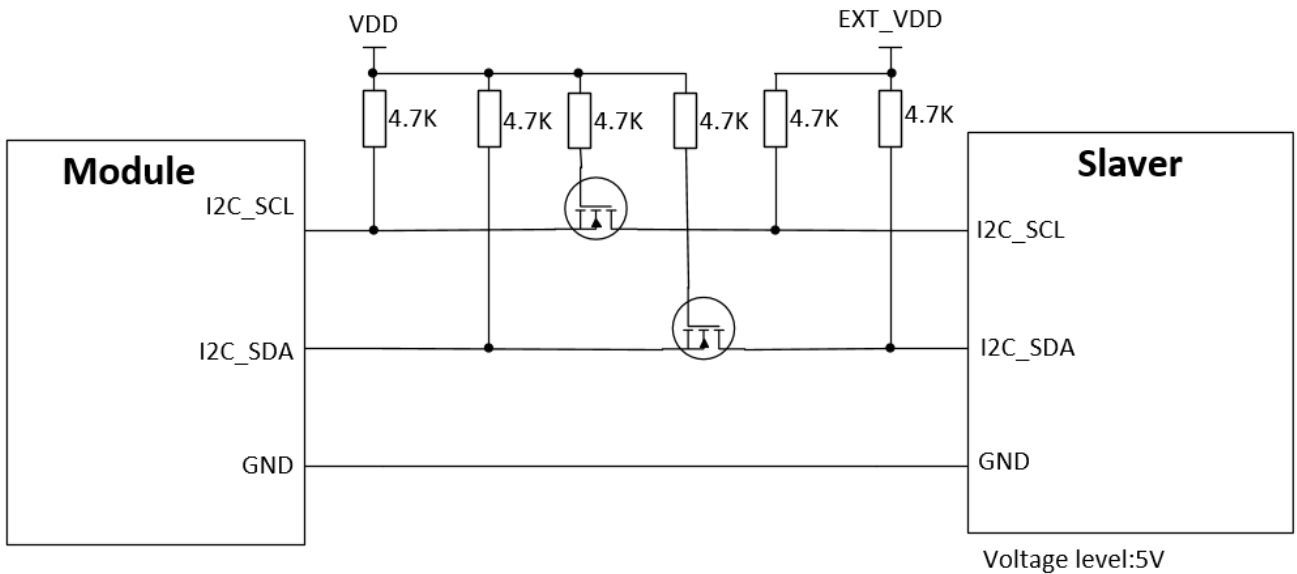 VDD
EXT_VDD
4.7K
4.7K
4.7K
4.7K
4.7K
4.7K
Module
Slaver
I2C_SCL
I2C_SCL
I2C_SDA
I2C_SDA
GND
GND
Voltage level:5V